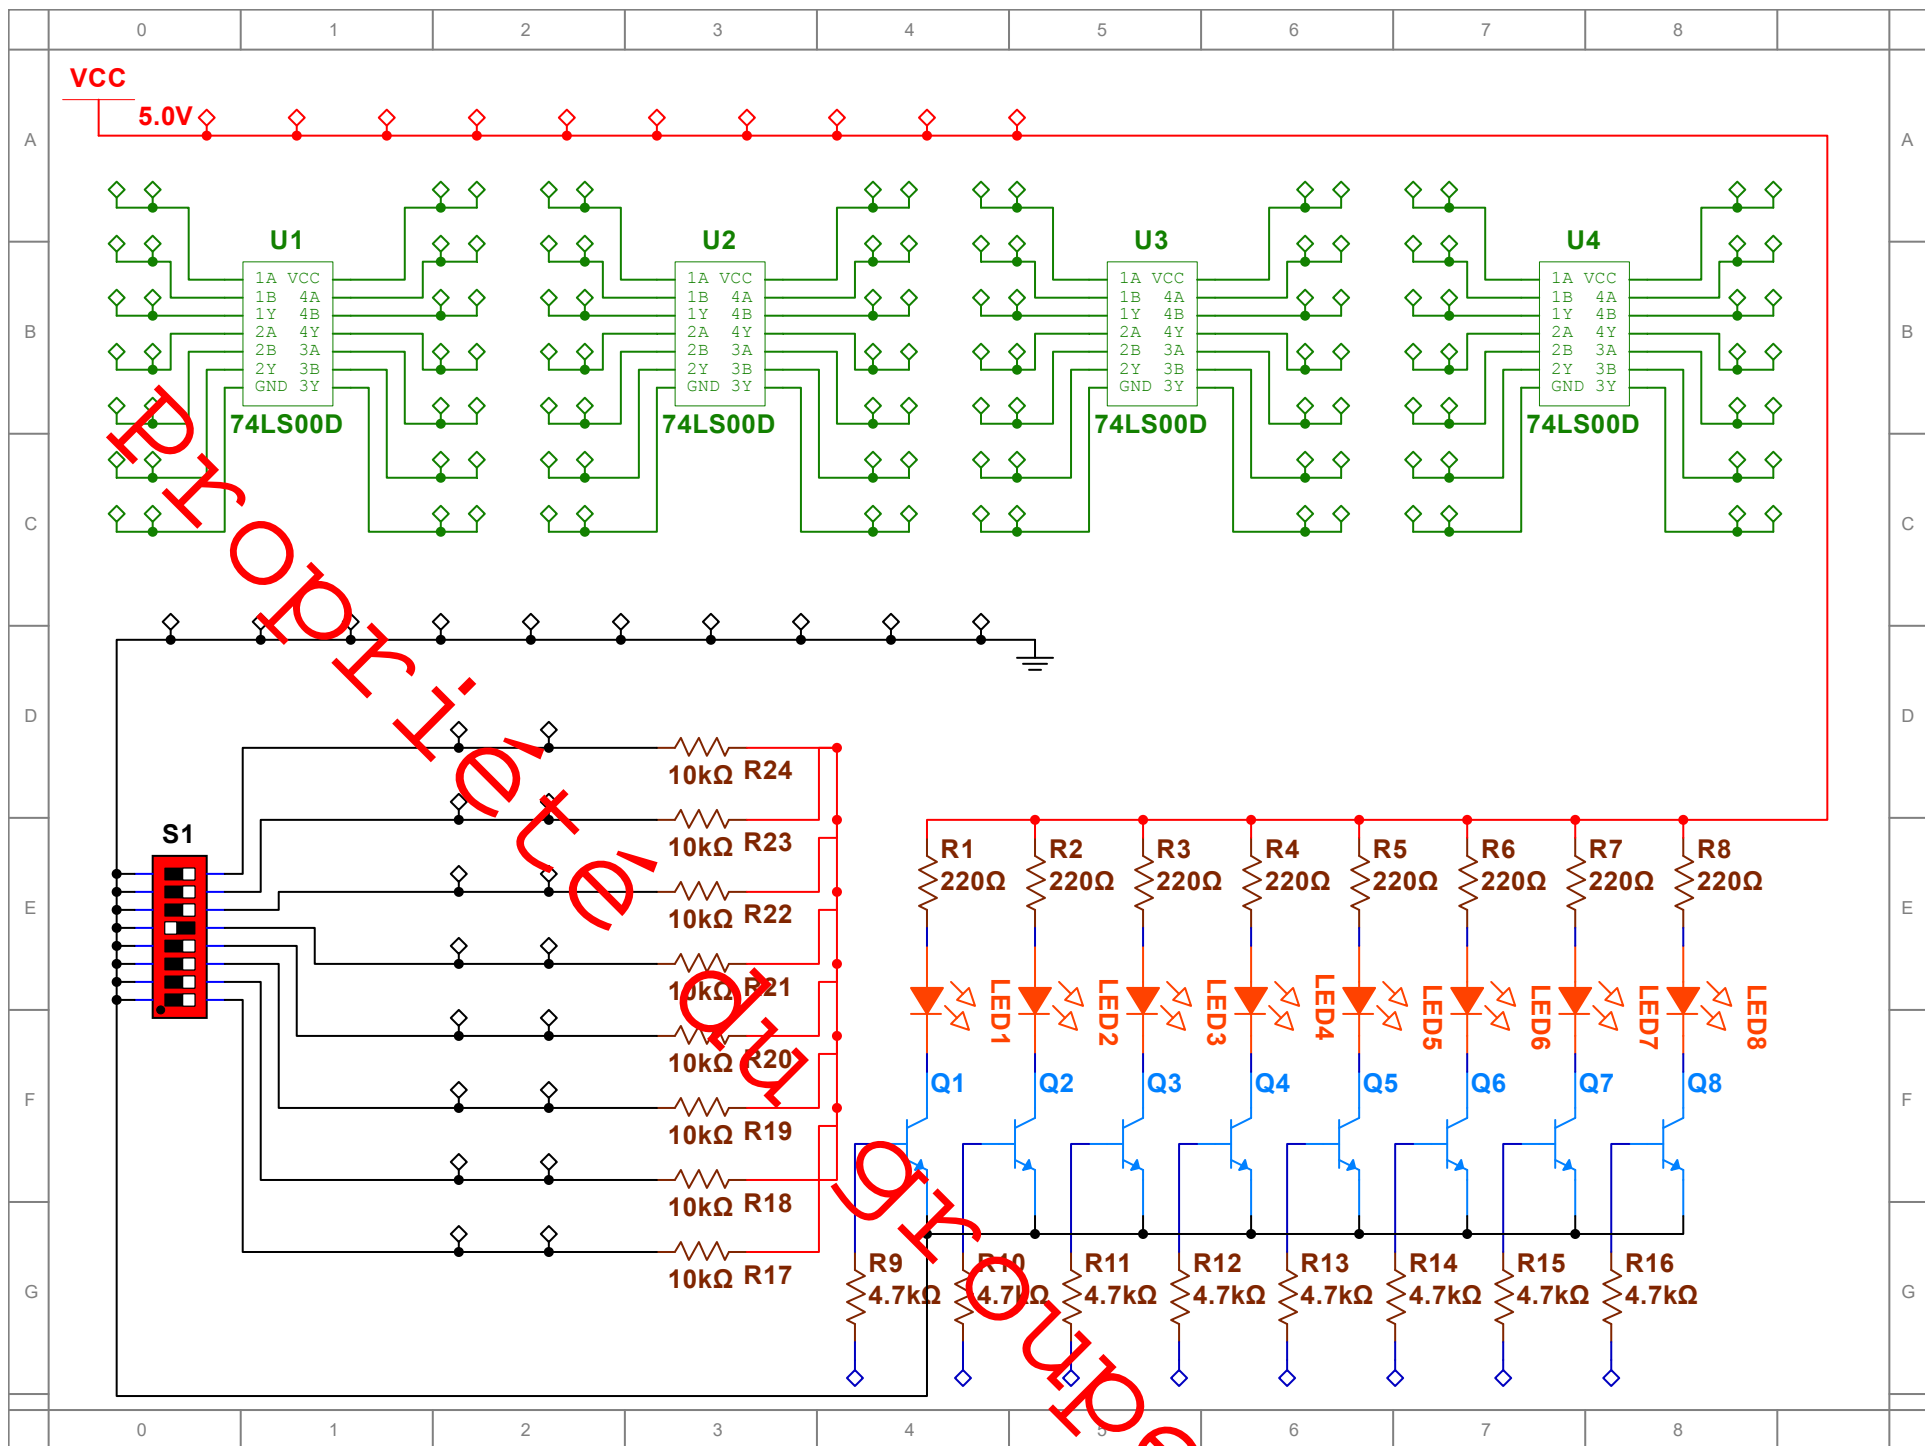 0 1 2 3 4 5 6 7 8
VCC
5.0V
A A
U1 U2 U3 U4
1A VCC 1A VCC 1A VCC 1A VCC
1B 4A 1B 4A 1B 4A 1B 4A
1Y 4B 1Y 4B 1Y 4B 1Y 4B
B B
2A 4Y 2A 4Y 2A 4Y 2A 4Y
2B 3A 2B 3A 2B 3A 2B 3A
2Y 3B 2Y 3B 2Y 3B 2Y 3B
GND 3Y GND 3Y GND 3Y GND 3Y
74LS00D 74LS00D 74LS00D 74LS00D
C C
Propriété du groupe
D D
10kΩ R24
S1
10kΩ R23
R1 R2 R3 R4 R5 R6 R7 R8
220Ω 220Ω 220Ω 220Ω 220Ω 220Ω 220Ω 220Ω
E E
10kΩ R22
10kΩ R21
LED1 LED2 LED3 LED4 LED5 LED6 LED7 LED8
10kΩ R20
Q1 Q2 Q3 Q4 Q5 Q6 Q7 Q8
F F
10kΩ R19
10kΩ R18
R9 R10 R11 R12 R13 R14 R15 R16
10kΩ R17
4.7kΩ 4.7kΩ 4.7kΩ 4.7kΩ 4.7kΩ 4.7kΩ 4.7kΩ 4.7kΩ
G G
0 1 2 3 4 5 6 7 8